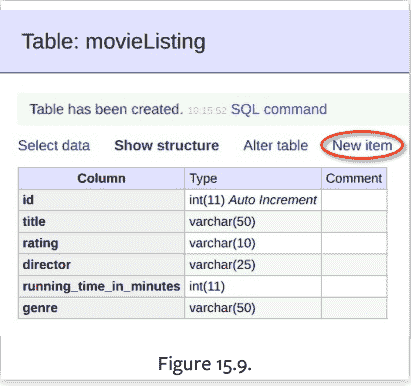 Table: movieListing
Table has been created. 10:15:52 SQL command
Select data Show structure Alter table New item
Column Type Comment
id int(11) Auto Increment
title varchar(50)
rating varchar(10)
director varchar(25)
running_time_in_minutes int(11)
genre varchar(50)
Figure 15.9.